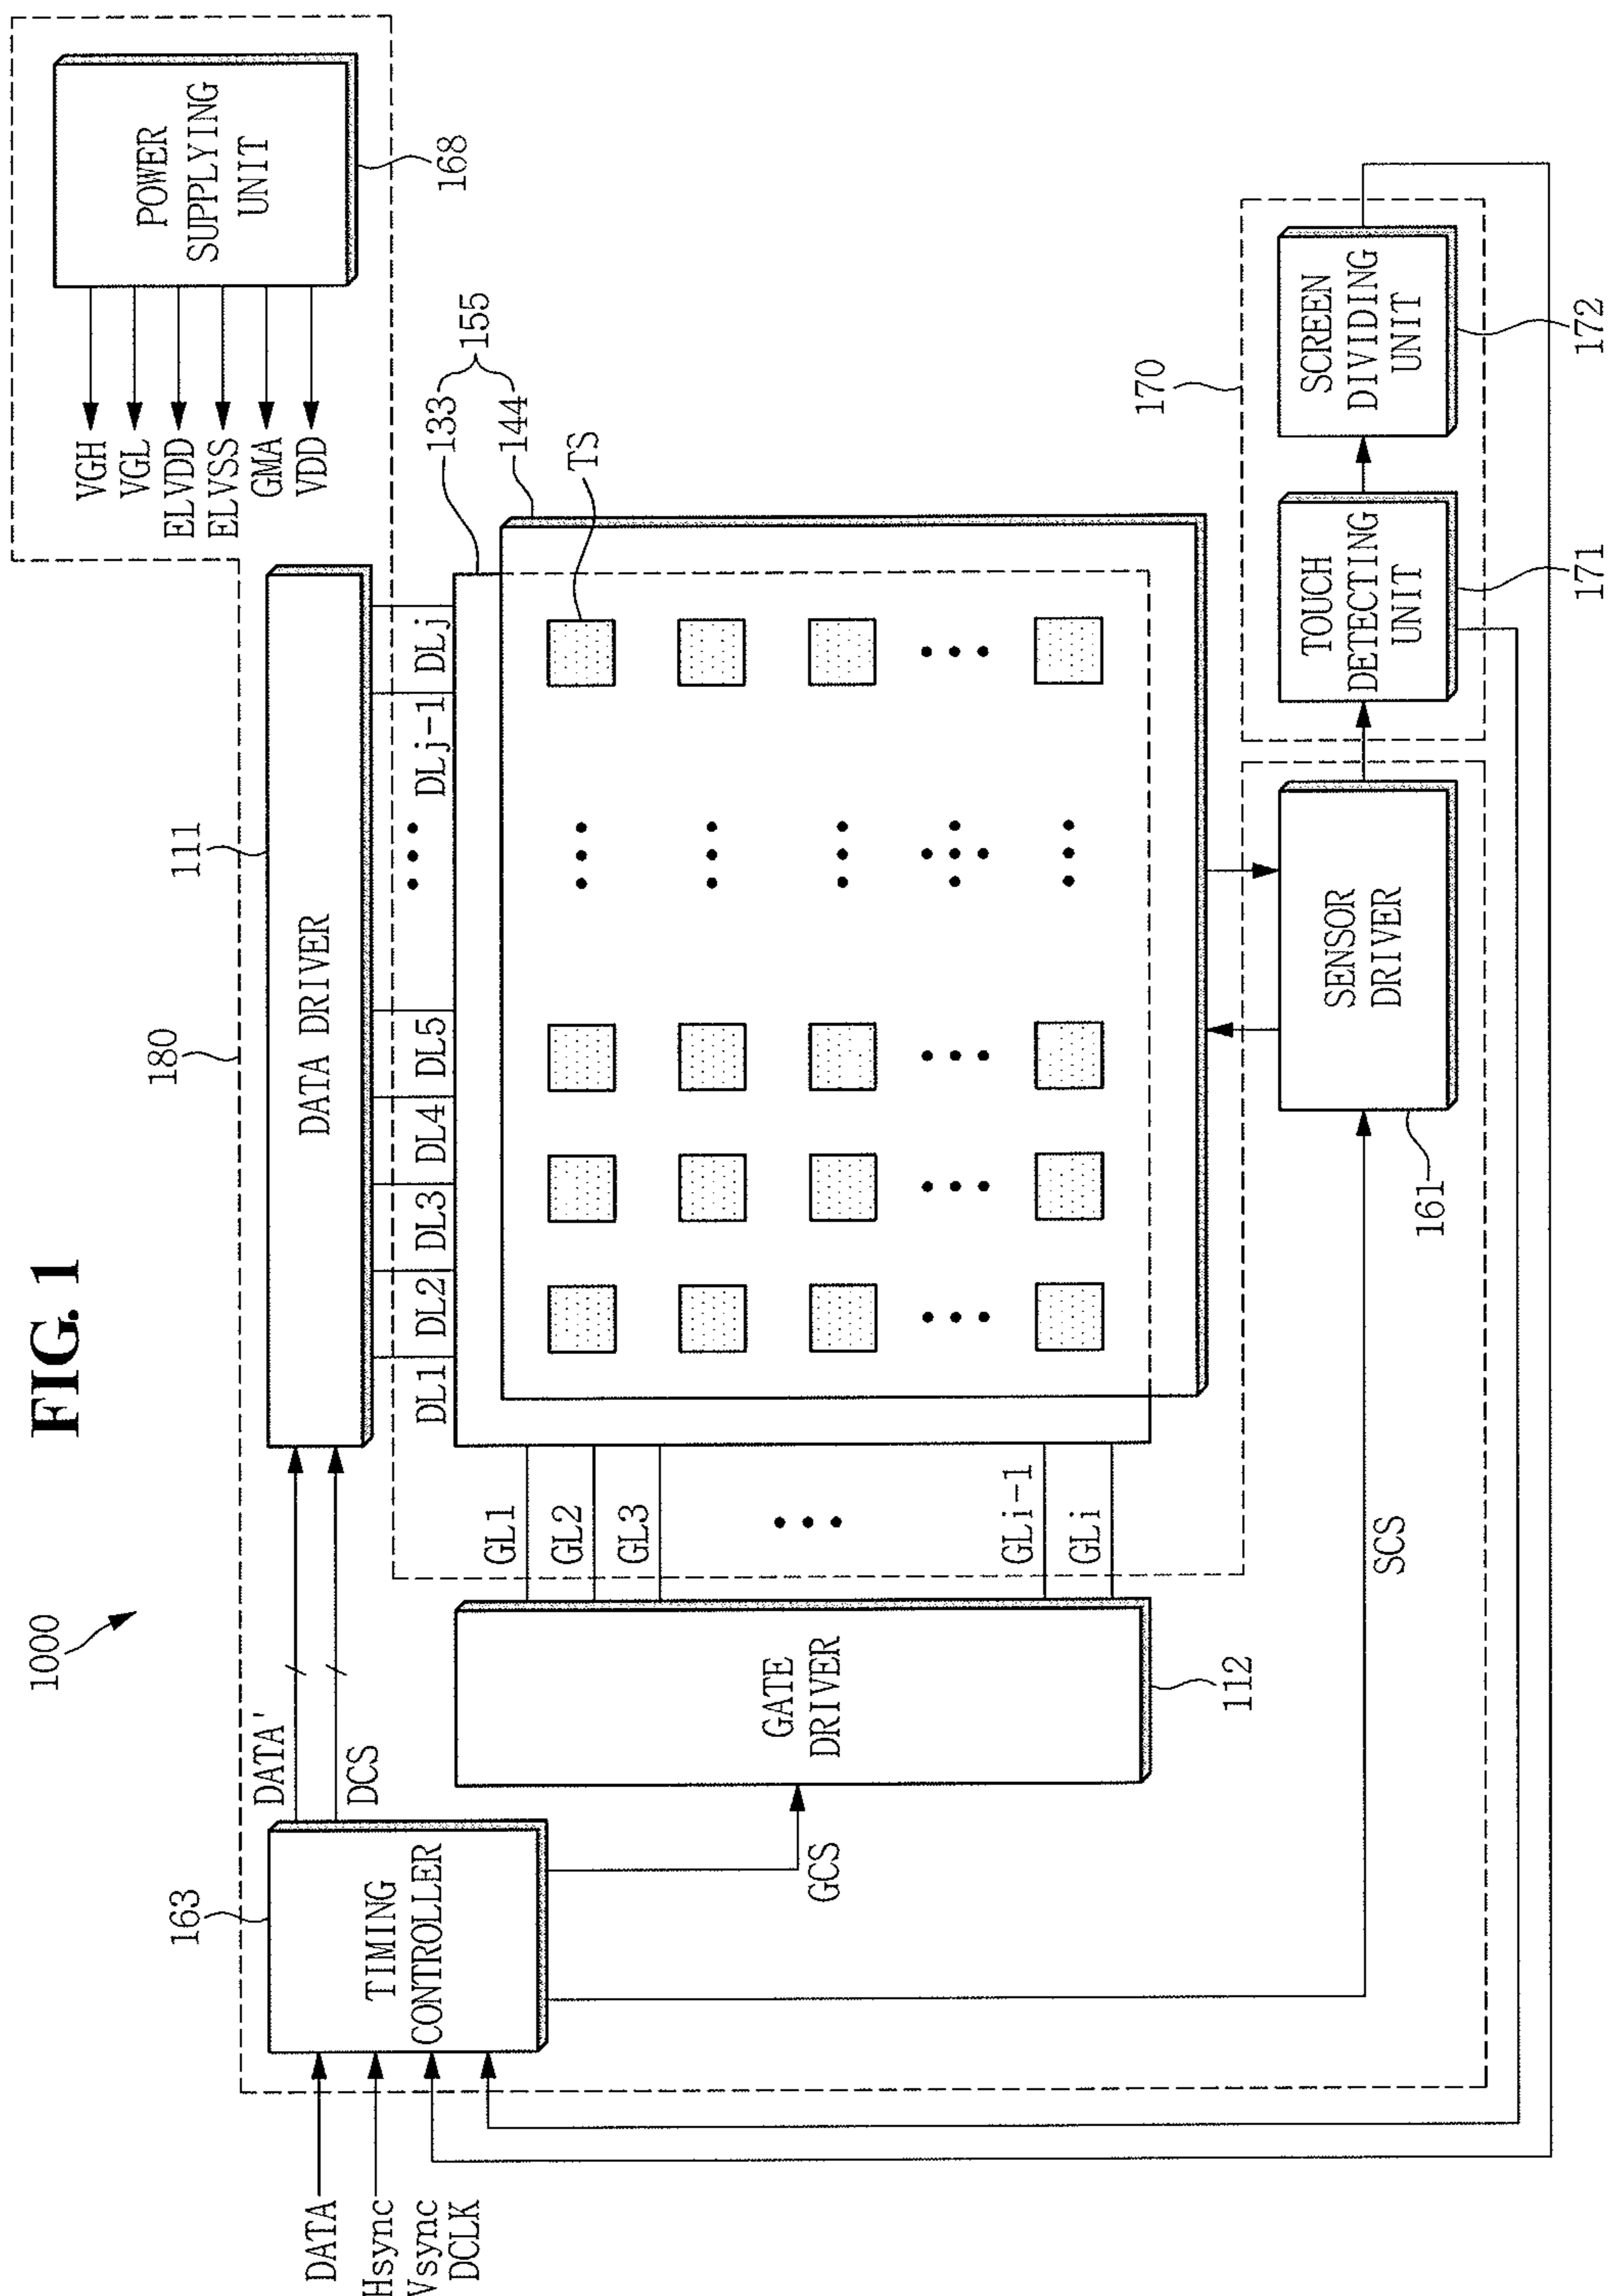 FIG. 1
1000
163
180
111
DATA
Hsync
Vsync
DCLK
TIMING
CONTROLLER
DATA'
DCS
DATA DRIVER
POWER
SUPPLYING
UNIT
168
VGH
VGL
ELVDD
ELVSS
GMA
VDD
DL1
DL2
DL3
DL4
DL5
DLj-1
DLj
133
144
155
TS
GL1
GL2
GL3
GLi-1
GLi
GCS
GATE
DRIVER
112
SCS
SENSOR
DRIVER
161
170
TOUCH
DETECTING
UNIT
171
SCREEN
DIVIDING
UNIT
172